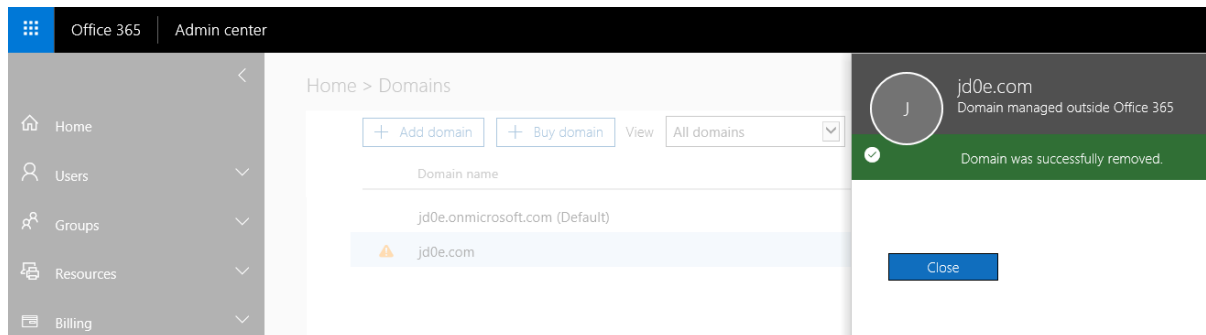 Office 365 Admin center
Home > Domains
jd0e.com
Domain managed outside Office 365
J
Home
+ Add domain + Buy domain View All domains
Domain was successfully removed.
Users
Domain name
Groups
jd0e.onmicrosoft.com (Default)
jd0e.com
Resources
Close
Billing